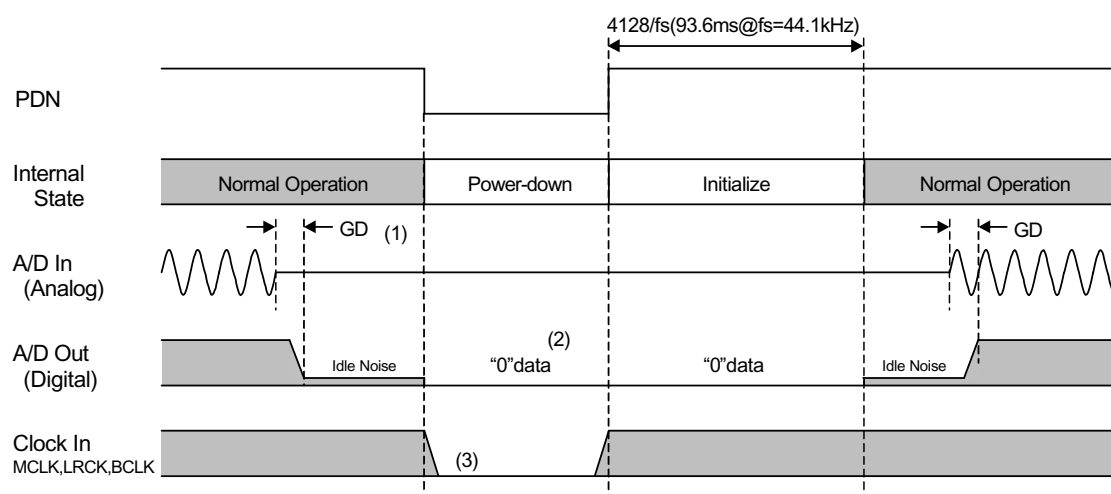 4128/fs(93.6ms@fs=44.1kHz)
PDN
Internal
State
Normal Operation
Power-down
Initialize
Normal Operation
GD
(1)
GD
A/D In
(Analog)
A/D Out
(Digital)
Idle Noise
(2)
“0”data
“0”data
Idle Noise
Clock In
MCLK,LRCK,BCLK
(3)